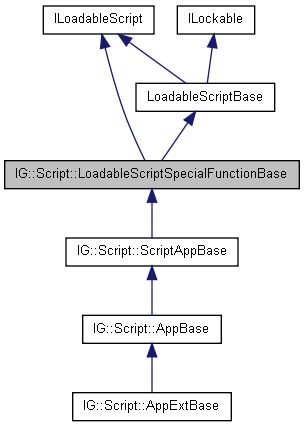 ILoadableScript
ILockable
LoadableScriptBase
IG::Script::LoadableScriptSpecialFunctionBase
IG::Script::ScriptAppBase
IG::Script::AppBase
IG::Script::AppExtBase